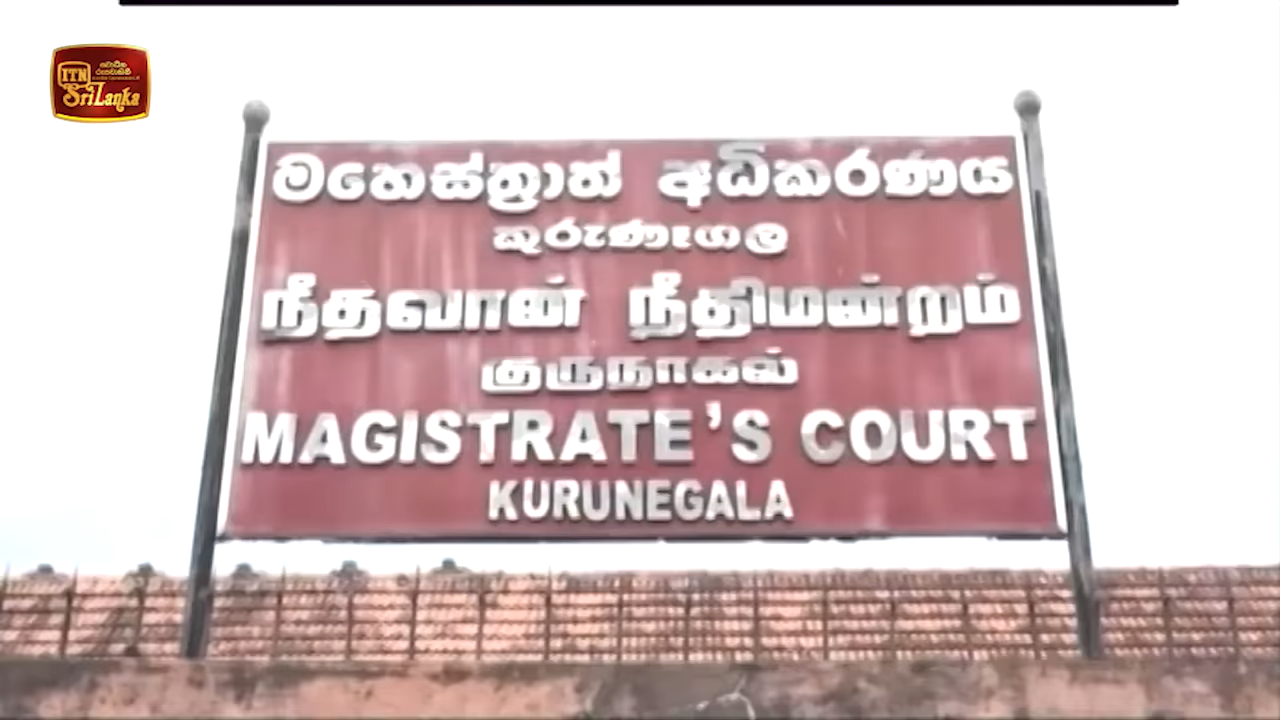 ITN
SriLanka
මහෙස්ත්‍රාත් අධිකරණය
කුරුණෑගල
நீதவான் நீதிமன்றம்
குருநாகல்
MAGISTRATE'S COURT
KURUNEGALA